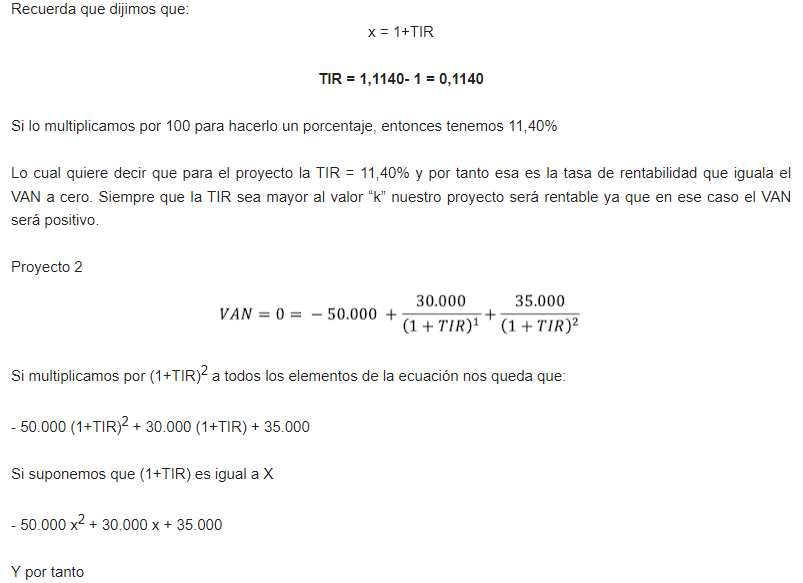 Recuerda que dijimos que:
x = 1+TIR
TIR = 1,1140- 1 = 0,1140
Si lo multiplicamos por 100 para hacerlo un porcentaje, entonces tenemos 11,40%
Lo cual quiere decir que para el proyecto la TIR = 11,40% y por tanto esa es la tasa de rentabilidad que iguala el
VAN a cero. Siempre que la TIR sea mayor al valor “k” nuestro proyecto será rentable ya que en ese caso el VAN
será positivo.
Proyecto 2
VAN = 0 = − 50.000 + 30.000/(1 + TIR)¹ + 35.000/(1 + TIR)²
Si multiplicamos por (1+TIR)² a todos los elementos de la ecuación nos queda que:
- 50.000 (1+TIR)² + 30.000 (1+TIR) + 35.000
Si suponemos que (1+TIR) es igual a X
- 50.000 x² + 30.000 x + 35.000
Y por tanto